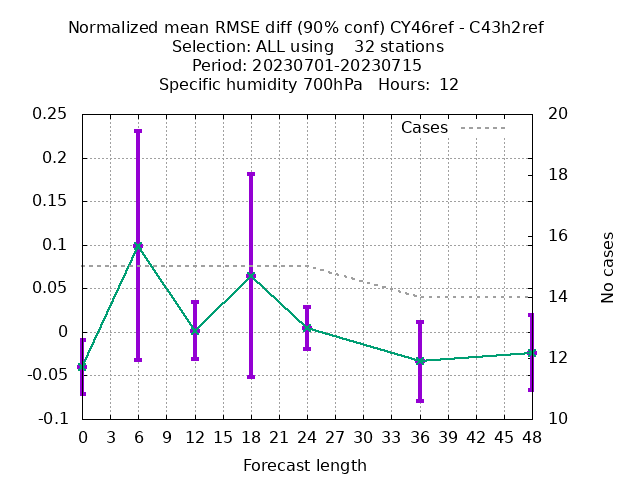 Normalized mean RMSE diff (90% conf) CY46ref - C43h2ref
Selection: ALL using    32 stations
Period: 20230701-20230715
Specific humidity 700hPa   Hours:  12
Cases
0.25
0.2
0.15
0.1
0.05
0
-0.05
-0.1
20
18
16
14
12
10
No cases
0 3 6 9 12 15 18 21 24 27 30 33 36 39 42 45 48
Forecast length